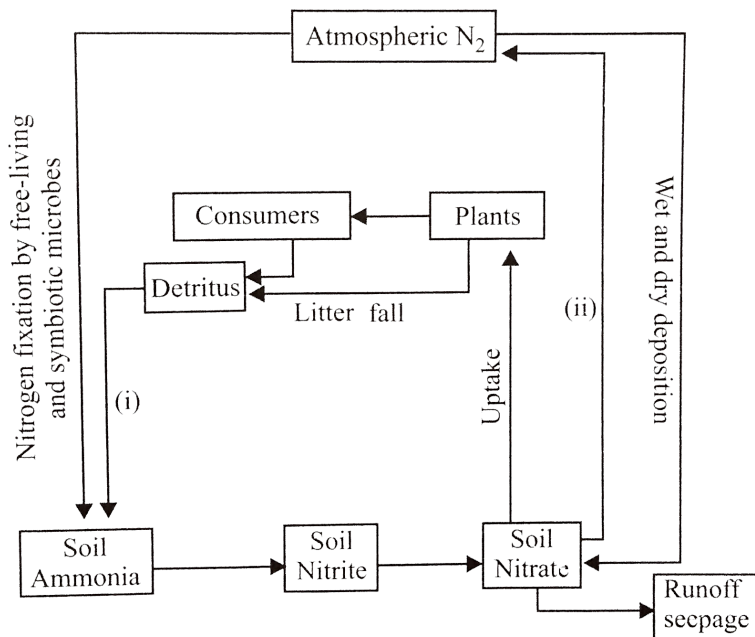 Atmospheric N₂
Nitrogen fixation by free-living
and symbiotic microbes
Wet and dry deposition
Consumers
Plants
Detritus
Litter fall
(ii)
(i)
Uptake
Soil
Ammonia
Soil
Nitrite
Soil
Nitrate
Runoff
secpage